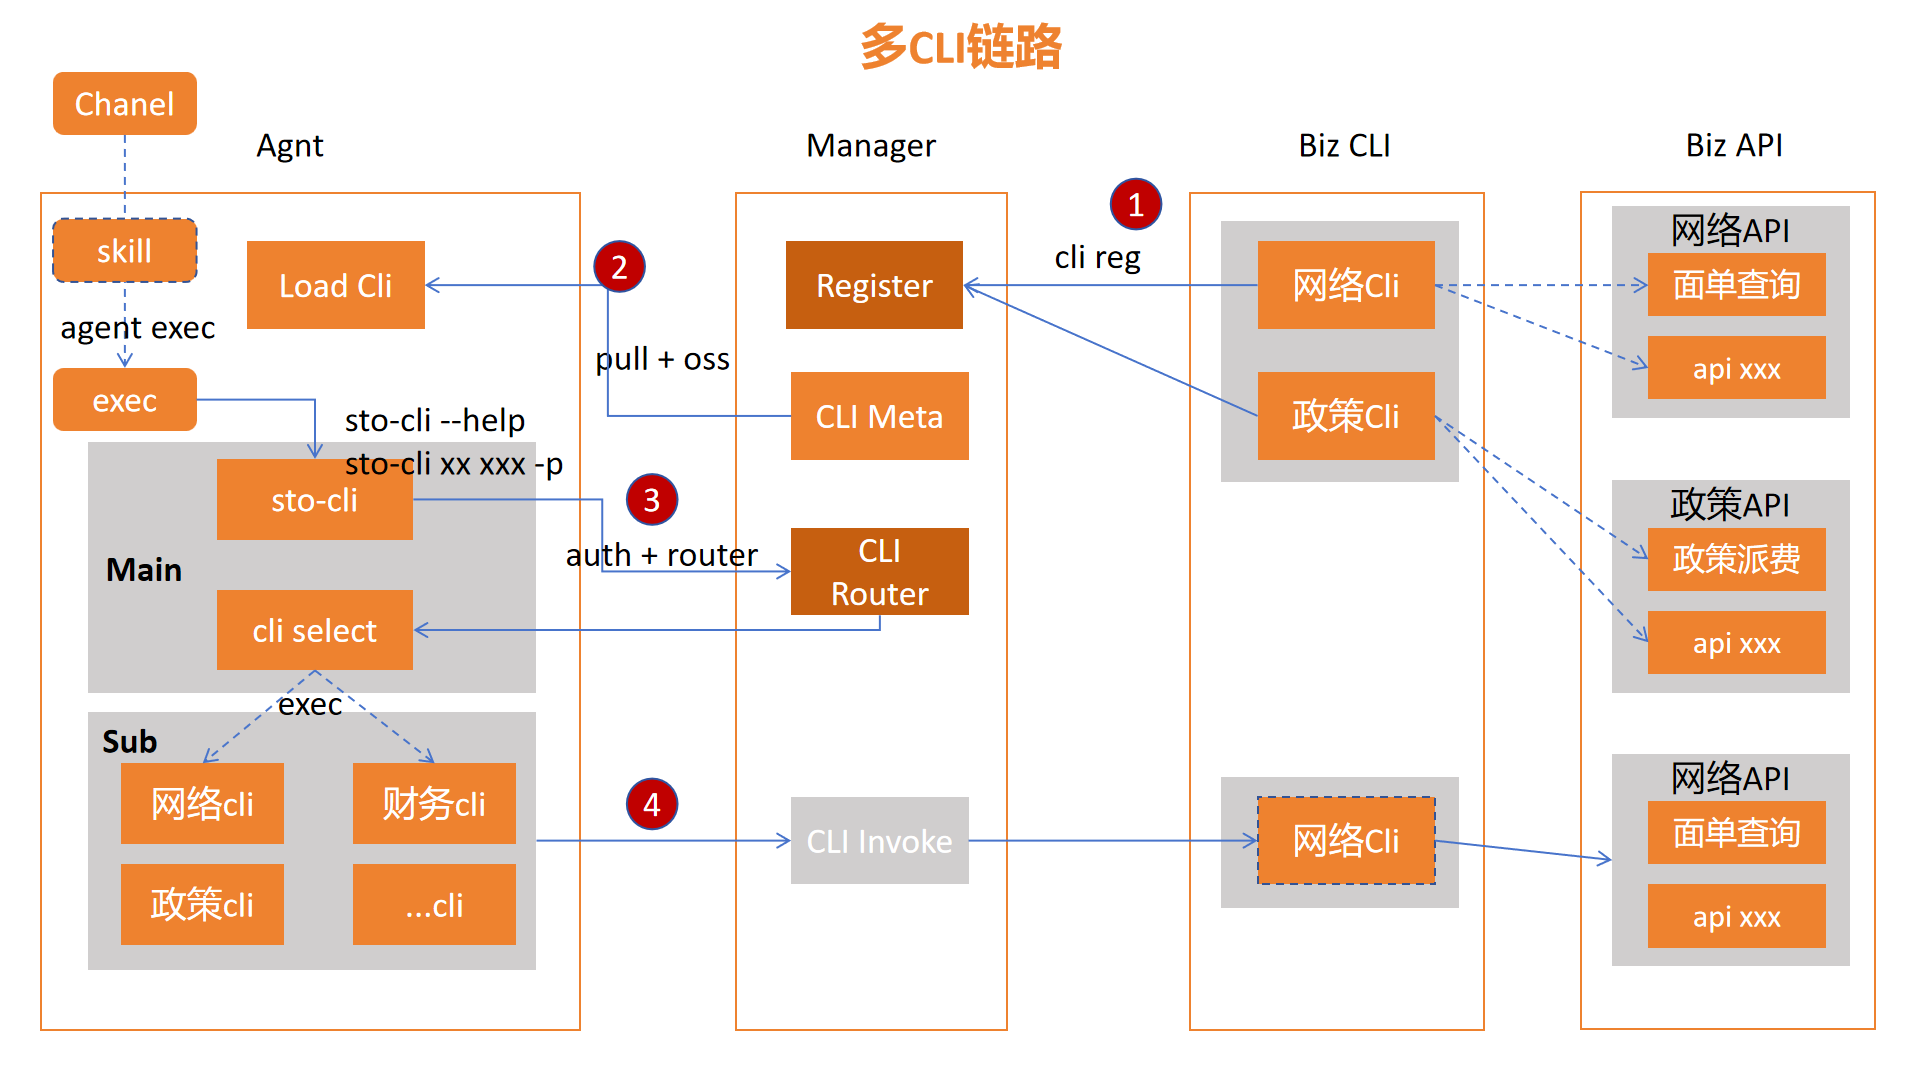 多CLI链路
Chanel
Agnt
Manager
Biz CLI
Biz API
skill
Load Cli
agent exec
exec
sto-cli --help
sto-cli xx xxx -p
sto-cli
Main
cli select
exec
Sub
网络cli
财务cli
政策cli
...cli
2
pull + oss
3
auth + router
4
Register
CLI Meta
CLI
Router
CLI Invoke
1
cli reg
网络Cli
政策Cli
网络Cli
网络API
面单查询
api xxx
政策API
政策派费
api xxx
网络API
面单查询
api xxx